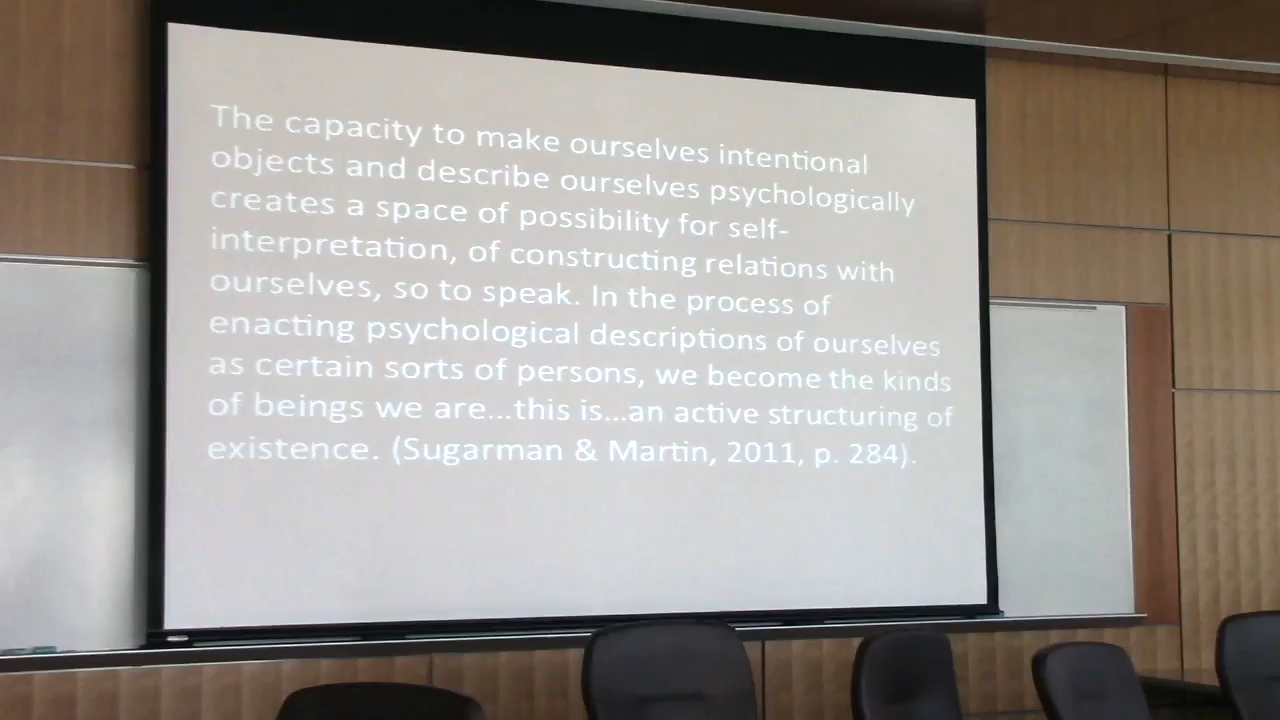 The capacity to make ourselves intentional
objects and describe ourselves psychologically
creates a space of possibility for self-
interpretation, of constructing relations with
ourselves, so to speak. In the process of
enacting psychological descriptions of ourselves
as certain sorts of persons, we become the kinds
of beings we are...this is...an active structuring of
existence. (Sugarman & Martin, 2011, p. 284).